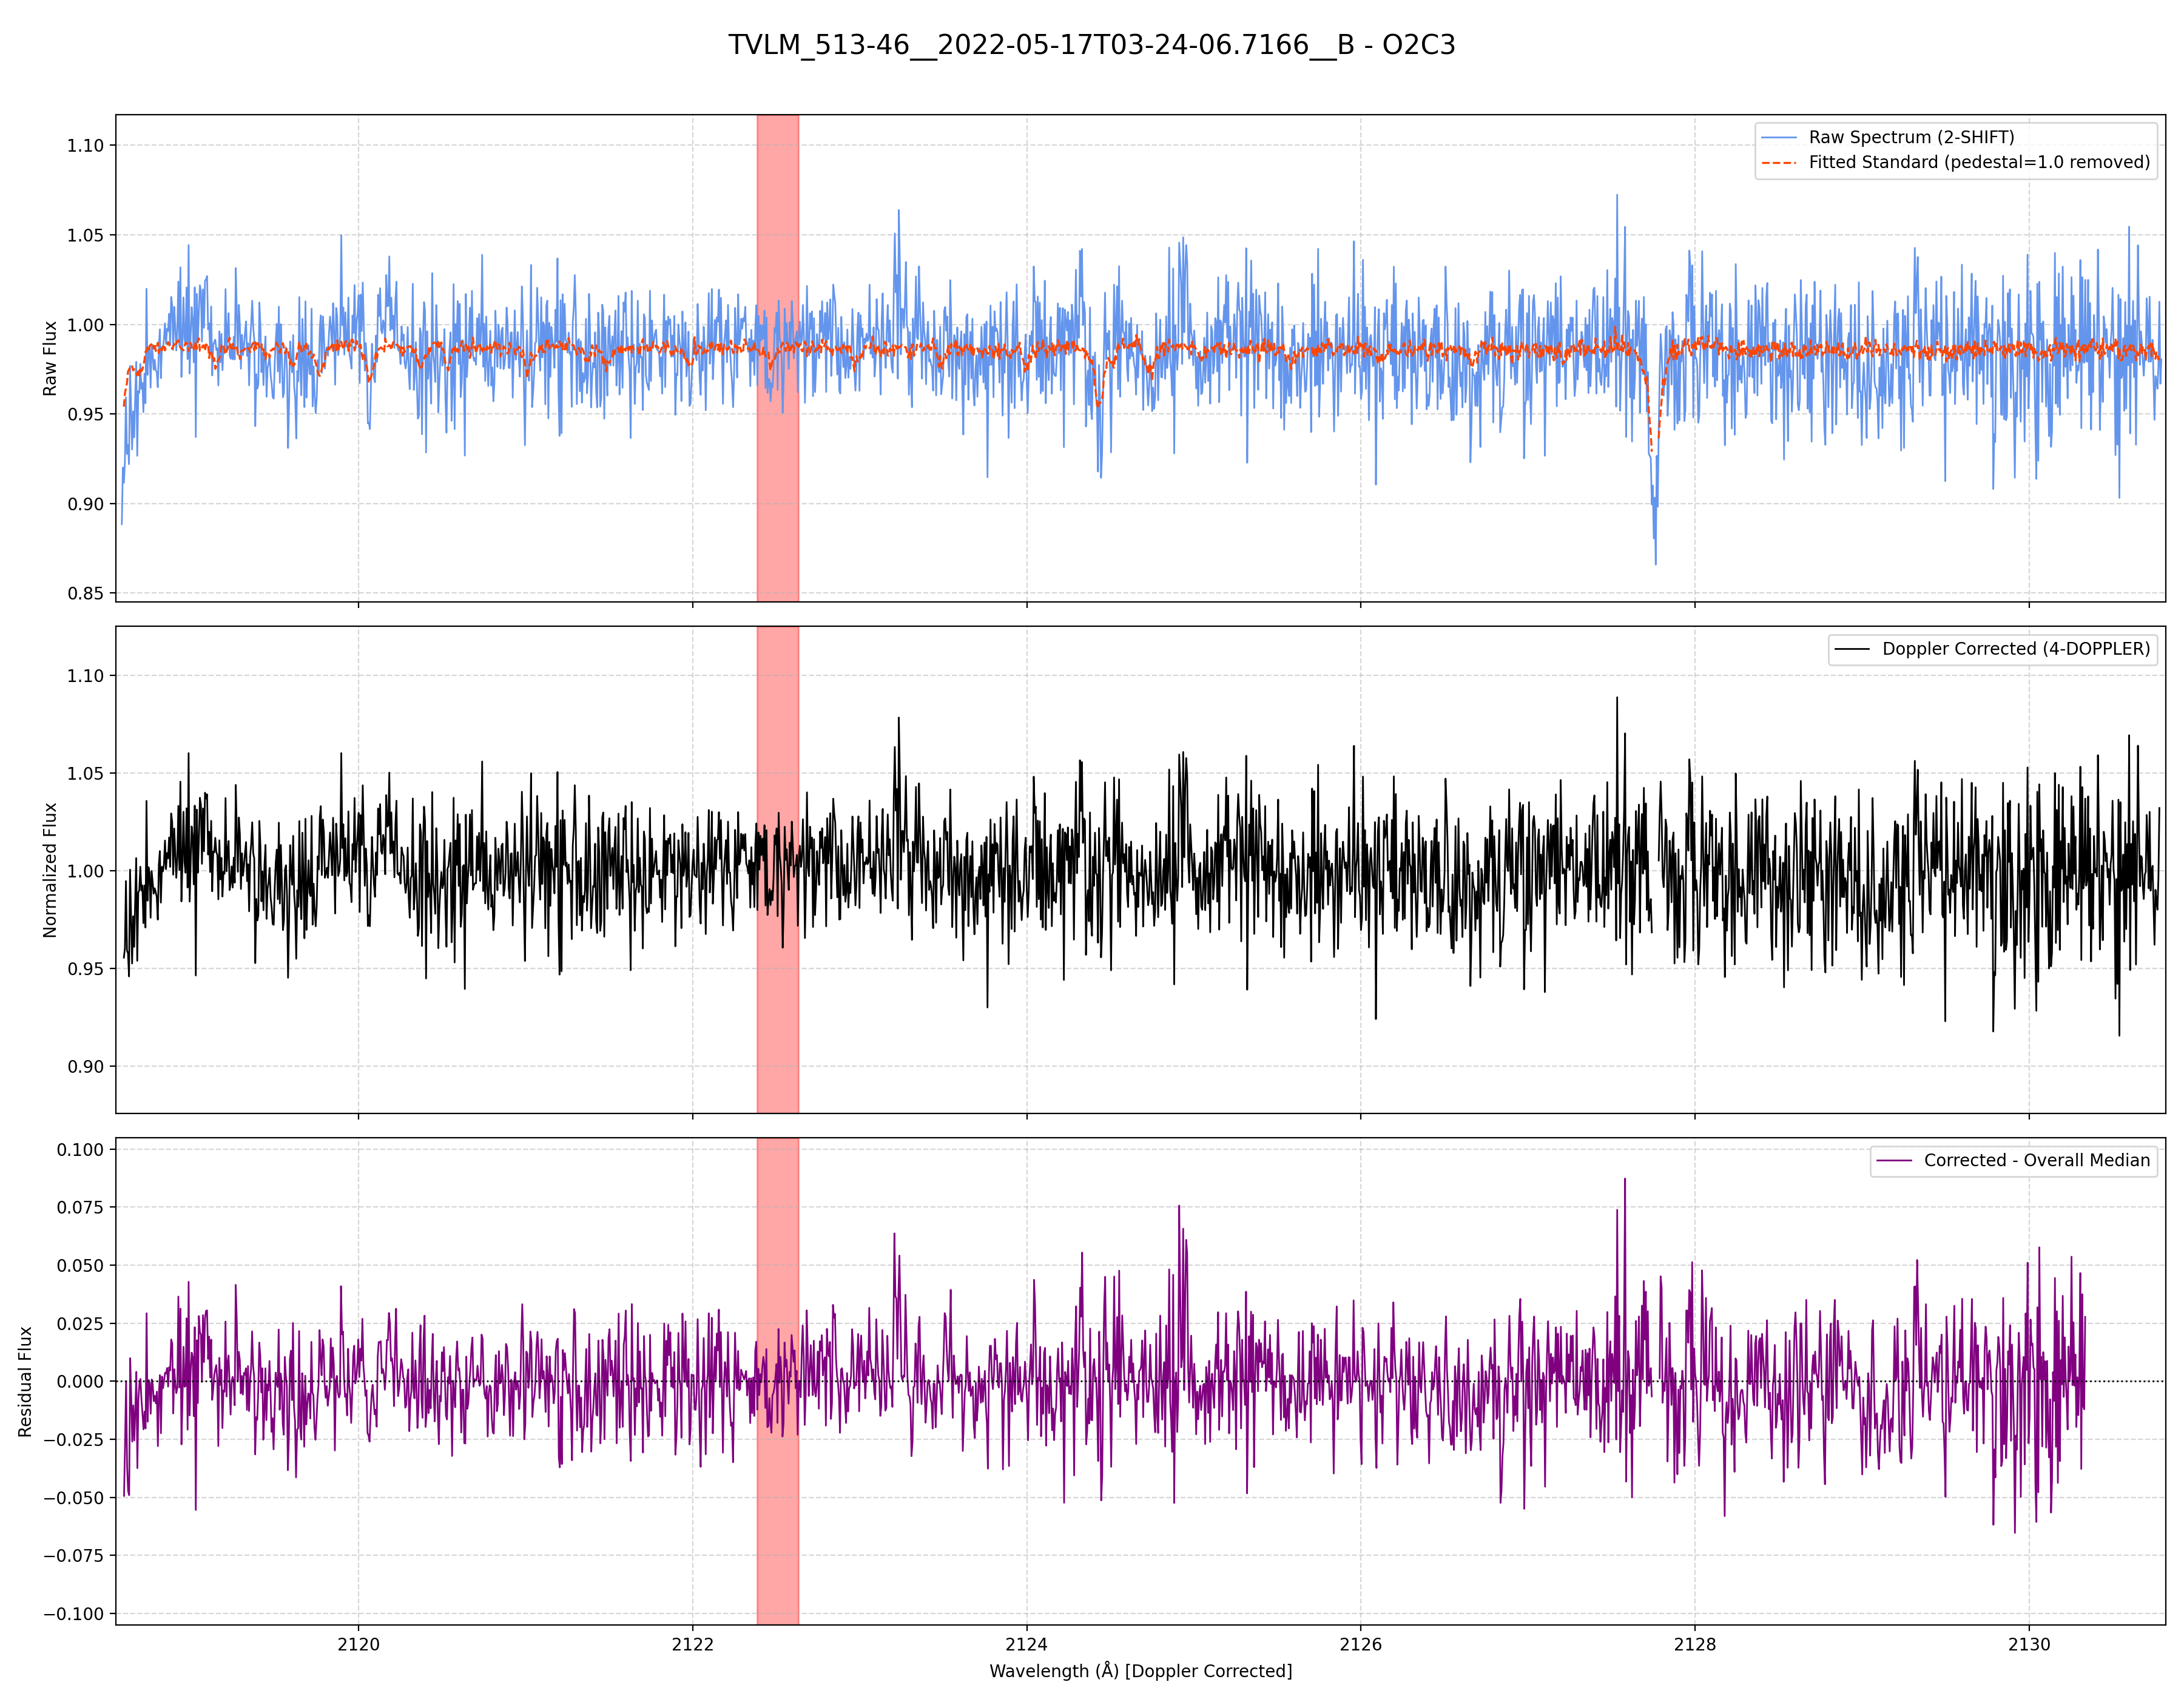 TVLM_513-46__2022-05-17T03-24-06.7166__B - O2C3
Raw Flux
1.10
1.05
1.00
0.95
0.90
0.85
Raw Spectrum (2-SHIFT)
Fitted Standard (pedestal=1.0 removed)
Normalized Flux
1.10
1.05
1.00
0.95
0.90
Doppler Corrected (4-DOPPLER)
Residual Flux
0.100
0.075
0.050
0.025
0.000
−0.025
−0.050
−0.075
−0.100
Corrected - Overall Median
2120
2122
2124
2126
2128
2130
Wavelength (Å) [Doppler Corrected]